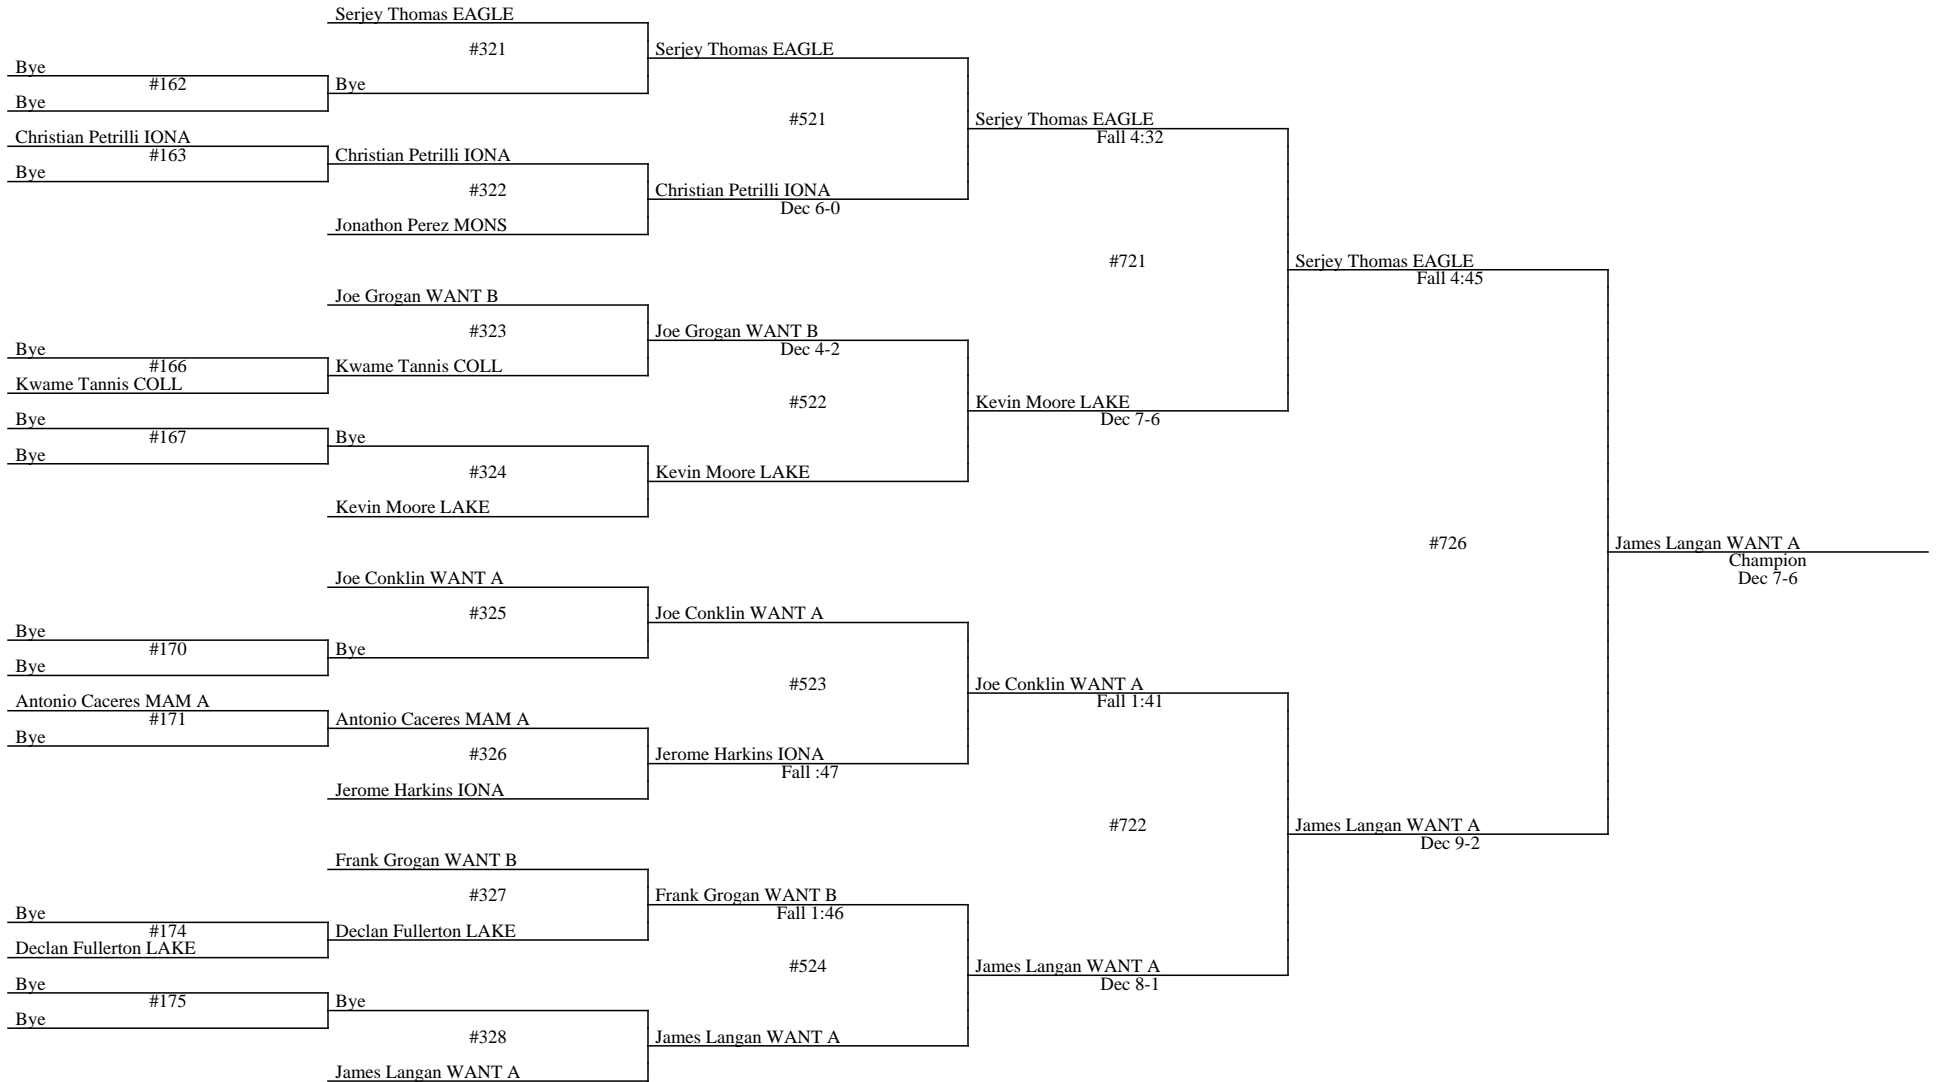 Serjey Thomas EAGLE
#321
Serjey Thomas EAGLE
Bye
#162
Bye
Bye
#521
Serjey Thomas EAGLE
Fall 4:32
Christian Petrilli IONA
#163
Christian Petrilli IONA
Bye
#322
Christian Petrilli IONA
Dec 6-0
Jonathon Perez MONS
#721
Serjey Thomas EAGLE
Fall 4:45
Joe Grogan WANT B
#323
Joe Grogan WANT B
Dec 4-2
Bye
#166
Kwame Tannis COLL
Kwame Tannis COLL
#522
Kevin Moore LAKE
Dec 7-6
Bye
#167
Bye
Bye
#324
Kevin Moore LAKE
Kevin Moore LAKE
#726
James Langan WANT A
Champion
Dec 7-6
Joe Conklin WANT A
#325
Joe Conklin WANT A
Bye
#170
Bye
Bye
#523
Joe Conklin WANT A
Fall 1:41
Antonio Caceres MAM A
#171
Antonio Caceres MAM A
Bye
#326
Jerome Harkins IONA
Fall :47
Jerome Harkins IONA
#722
James Langan WANT A
Dec 9-2
Frank Grogan WANT B
#327
Frank Grogan WANT B
Fall 1:46
Bye
#174
Declan Fullerton LAKE
Declan Fullerton LAKE
#524
James Langan WANT A
Dec 8-1
Bye
#175
Bye
Bye
#328
James Langan WANT A
James Langan WANT A